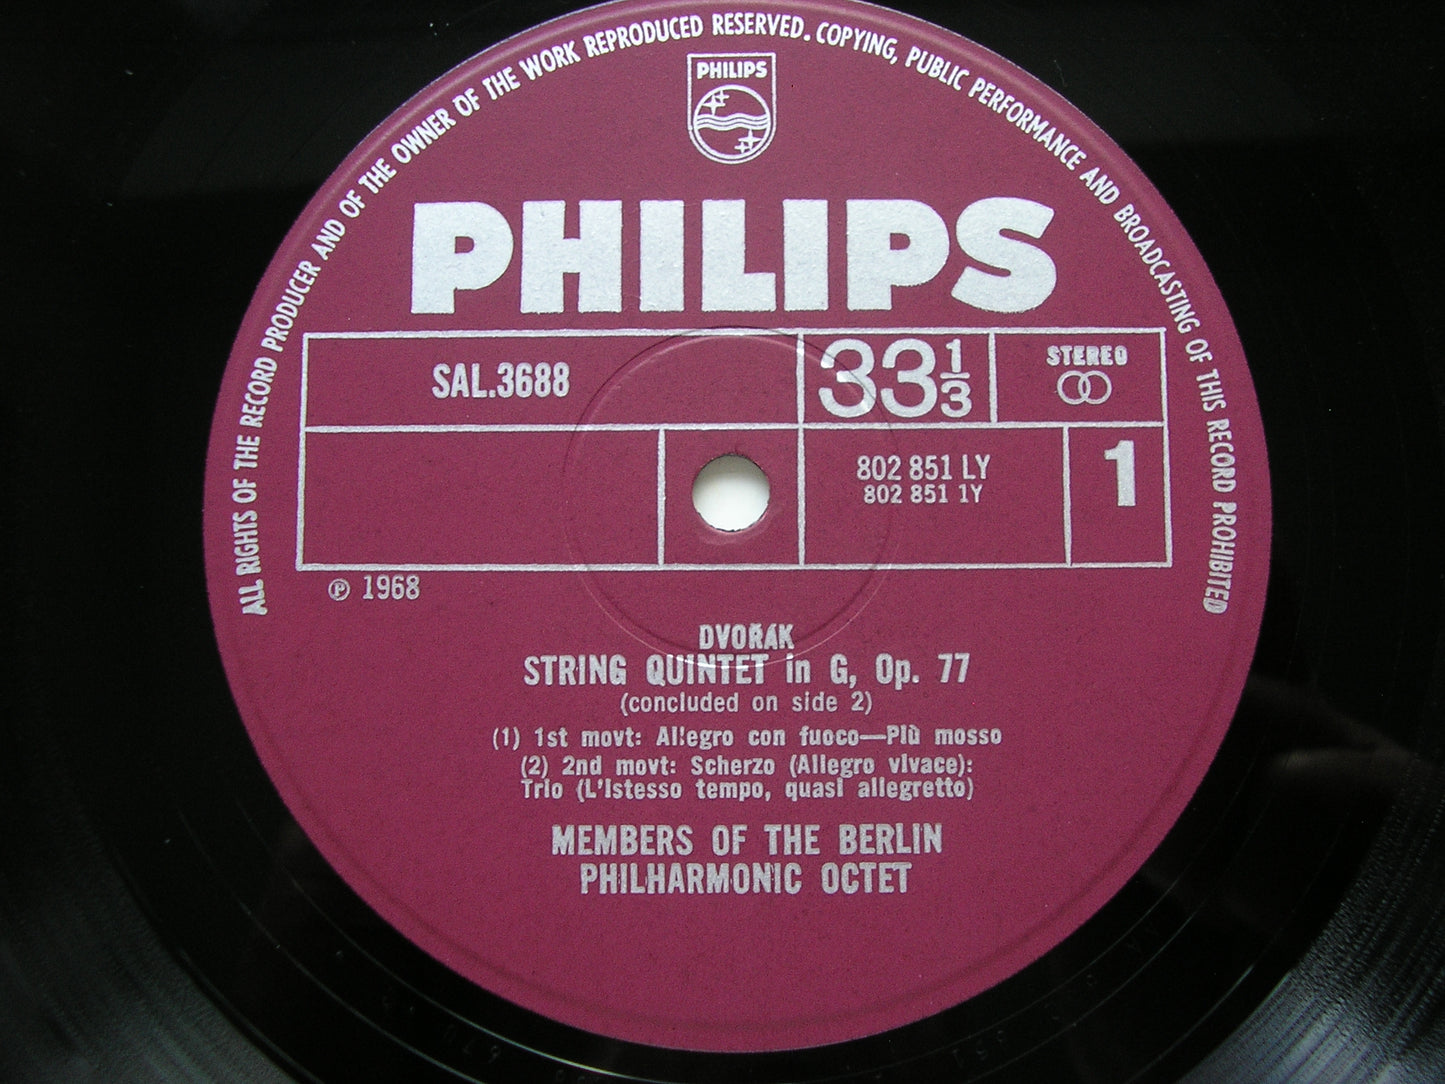 ALL RIGHTS OF THE RECORD PRODUCER AND OF THE OWNER OF THE WORK REPRODUCED RESERVED. COPYING, PUBLIC PERFORMANCE AND BROADCASTING OF THIS RECORD PROHIBITED
PHILIPS
PHILIPS
SAL.3688
33 1/3
STEREO
802 851 LY
802 851 1Y
1
℗ 1968
DVOŘÁK
STRING QUINTET in G, Op. 77
(concluded on side 2)
(1) 1st movt: Allegro con fuoco—Più mosso
(2) 2nd movt: Scherzo (Allegro vivace):
Trio (L'istesso tempo, quasi allegretto)
MEMBERS OF THE BERLIN
PHILHARMONIC OCTET